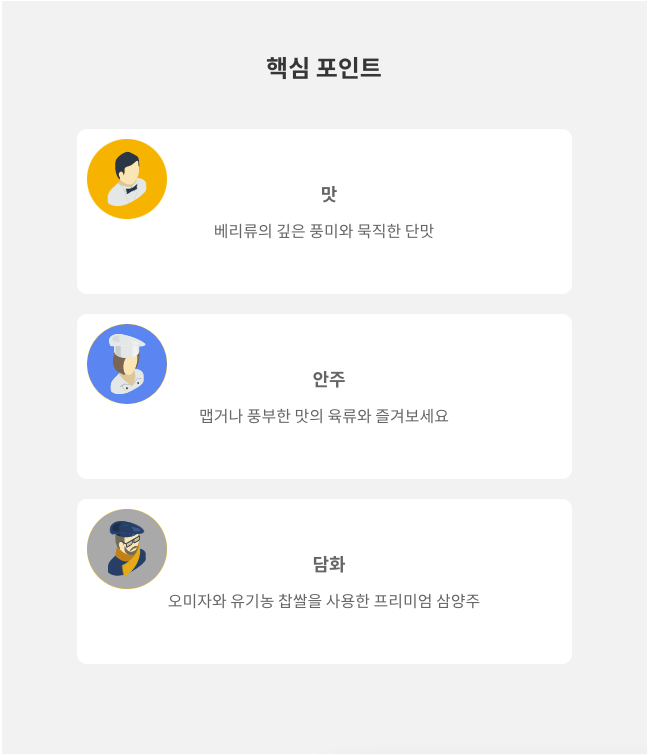 핵심 포인트
맛
베리류의 깊은 풍미와 묵직한 단맛
안주
맵거나 풍부한 맛의 육류와 즐겨보세요
담화
오미자와 유기농 찹쌀을 사용한 프리미엄 삼양주